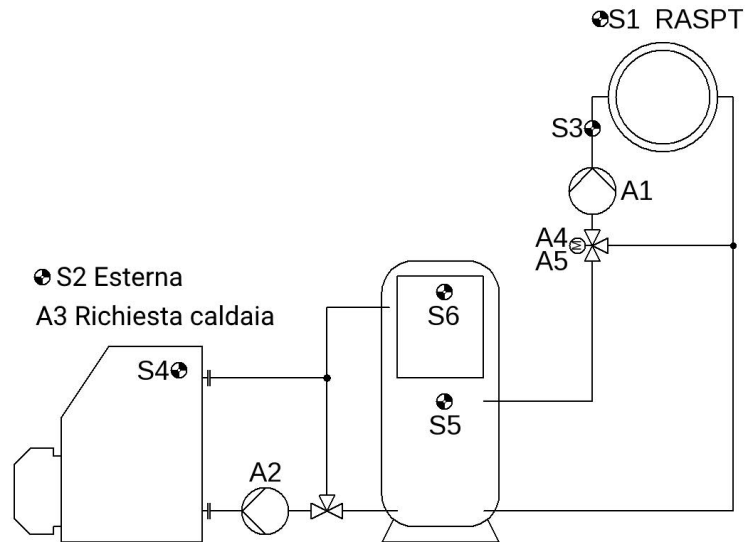 S1 RASPT
S3
A1
A4
M
A5
S2 Esterna
A3 Richiesta caldaia
S6
S4
S5
A2